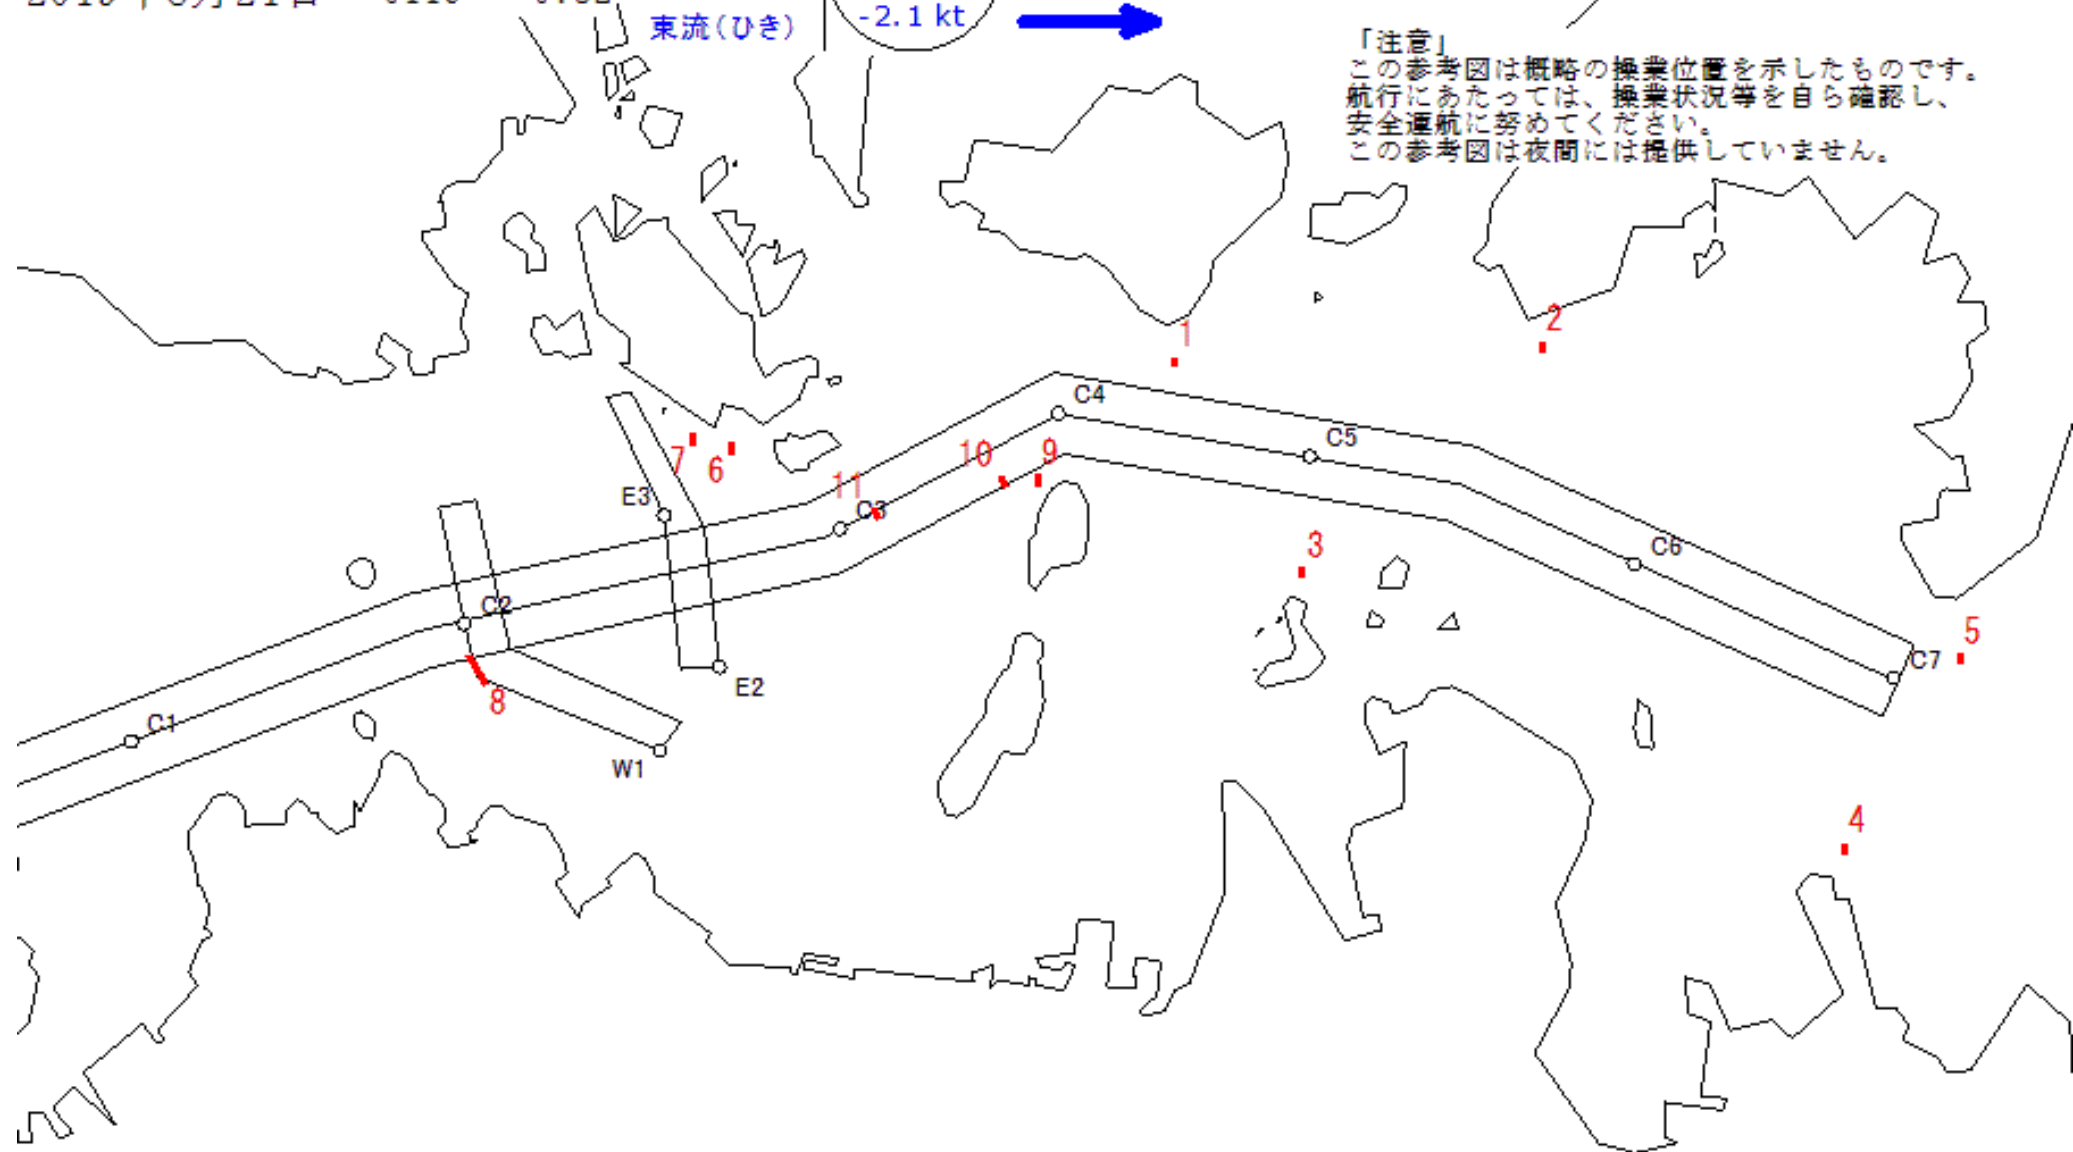 東流(ひき)
-2.1 kt
「注意」
この参考図は概略の操業位置を示したものです。
航行にあたっては、操業状況等を自ら確認し、
安全運航に努めてください。
この参考図は夜間には提供していません。
1
2
C4
C5
7
6
10
9
11
E3
C3
3
C6
C2
5
E2
C7
8
C1
W1
4